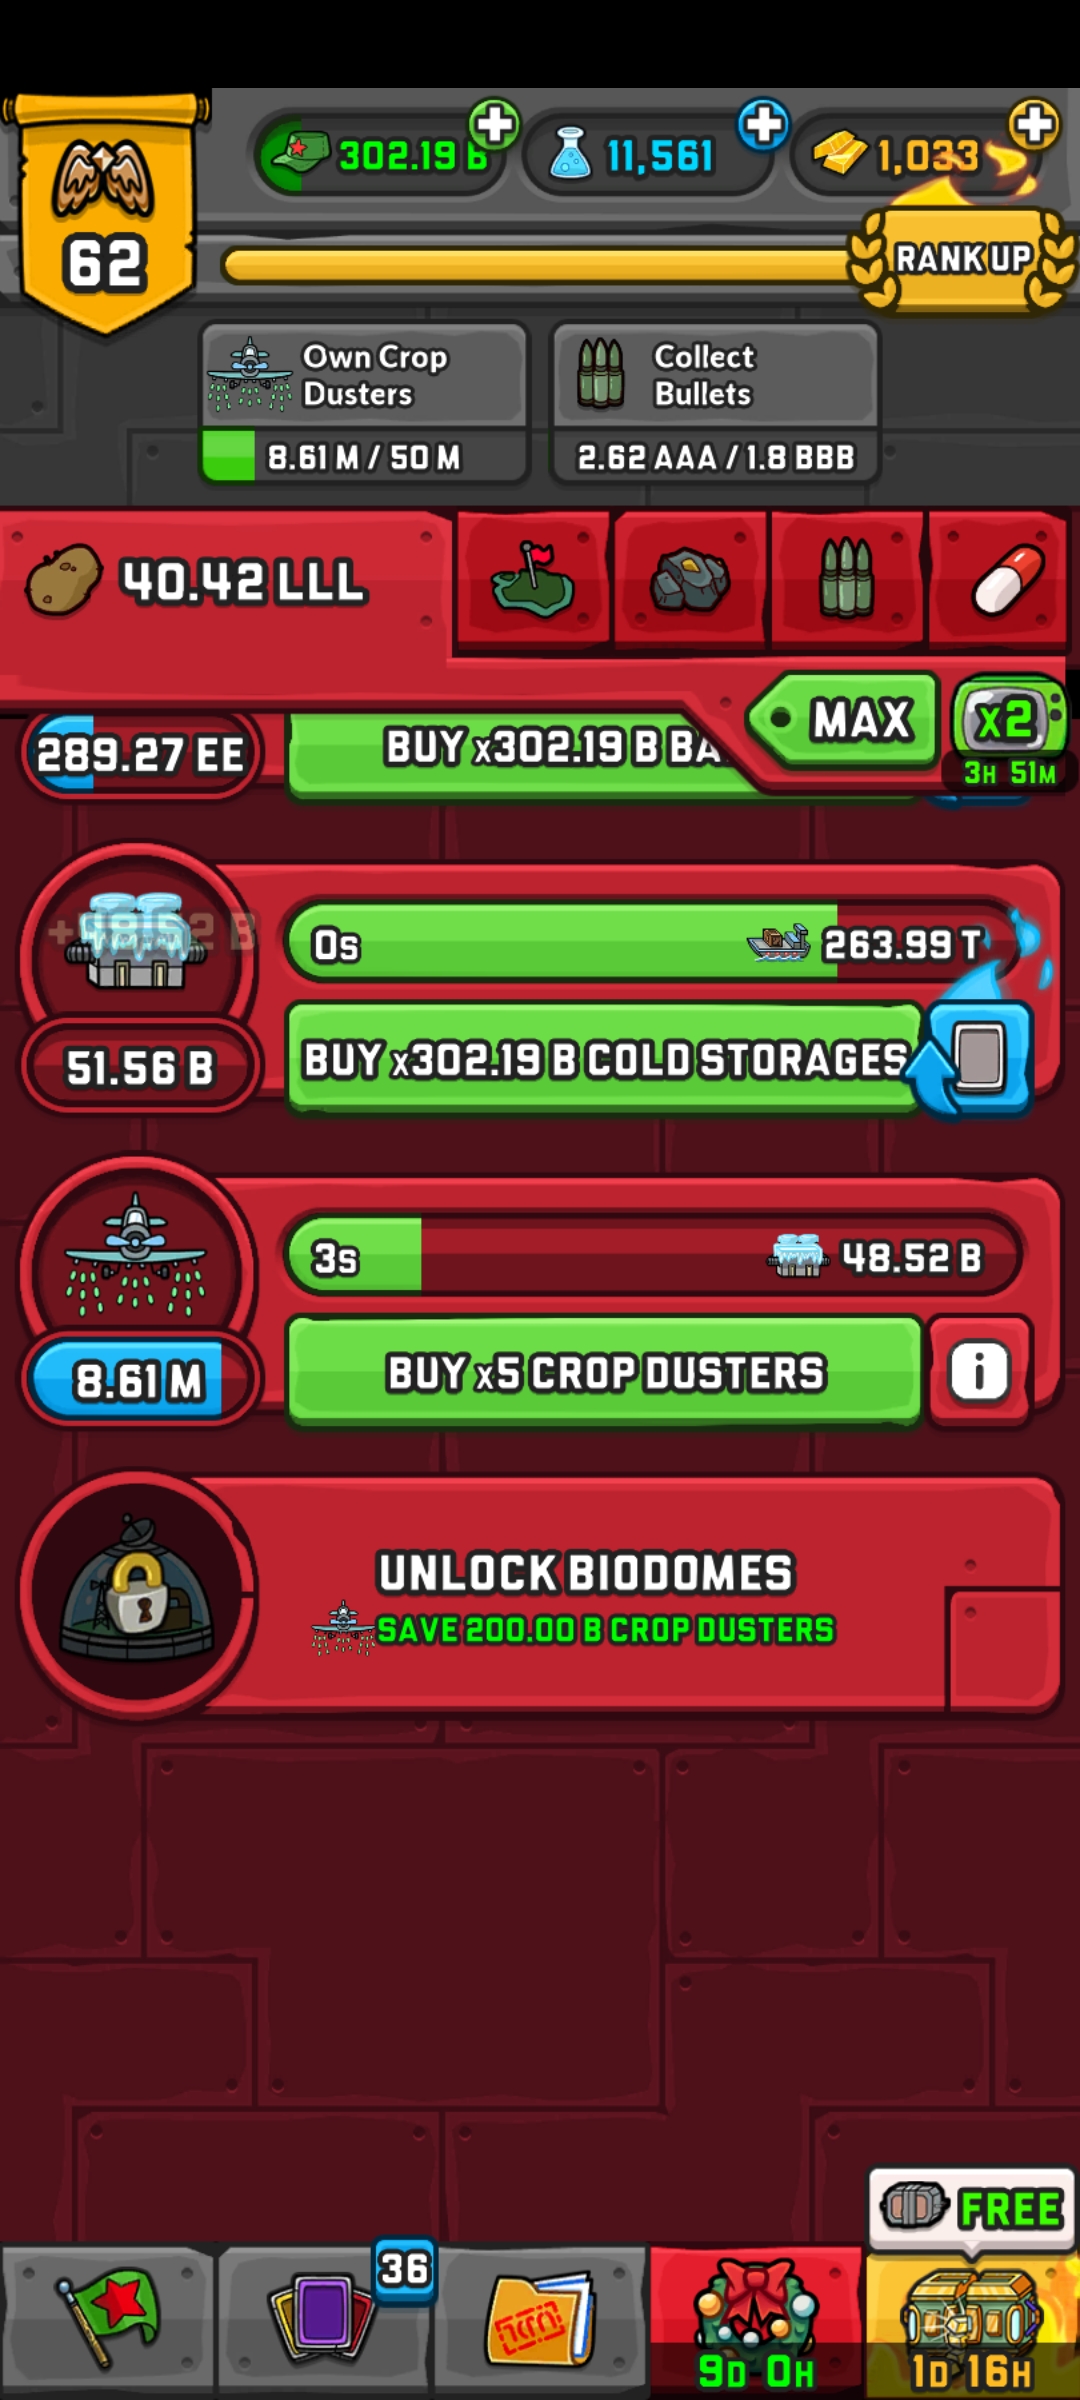 302.19 B
11,561
1,033
62
RANK UP
Own Crop
Dusters
8.61 M / 50 M
Collect
Bullets
2.62 AAA / 1.8 BBB
40.42 LLL
MAX
x2
3H 51M
289.27 EE
BUY x302.19 B BA
0s
263.99 T
51.56 B
BUY x302.19 B COLD STORAGES
3s
48.52 B
8.61 M
BUY x5 CROP DUSTERS
i
UNLOCK BIODOMES
SAVE 200.00 B CROP DUSTERS
FREE
36
9D 0H
1D 16H